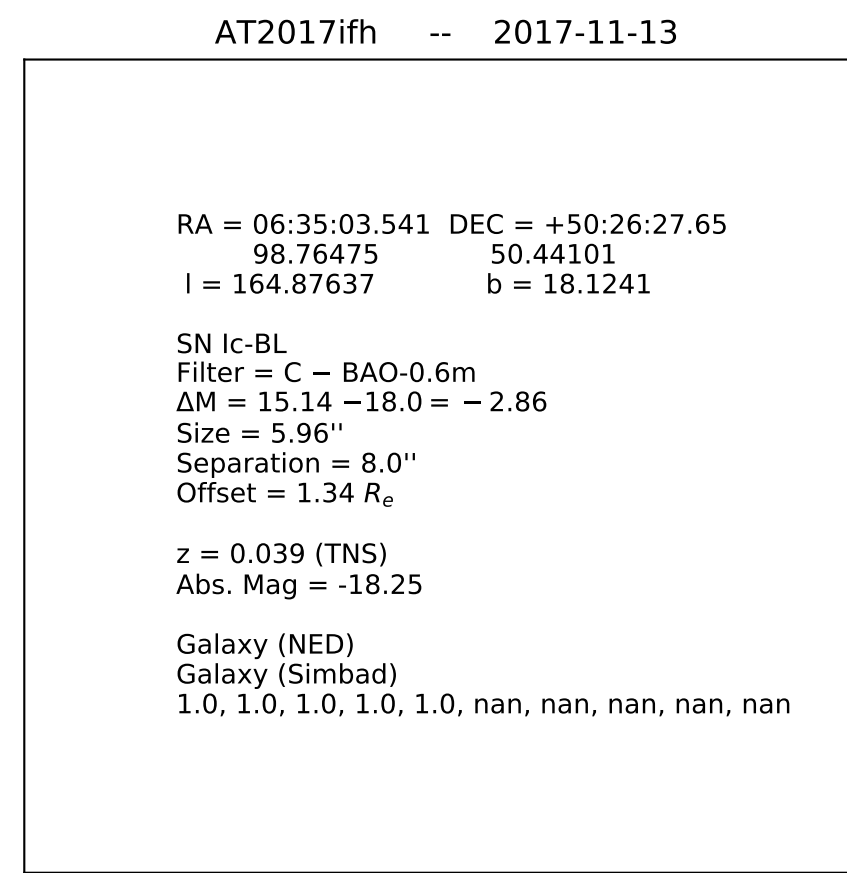 AT2017ifh -- 2017-11-13
RA = 06:35:03.541 DEC = +50:26:27.65
98.76475 50.44101
l = 164.87637 b = 18.1241
SN Ic-BL
Filter = C − BAO-0.6m
ΔM = 15.14 −18.0 = − 2.86
Size = 5.96''
Separation = 8.0''
Offset = 1.34 Re
z = 0.039 (TNS)
Abs. Mag = -18.25
Galaxy (NED)
Galaxy (Simbad)
1.0, 1.0, 1.0, 1.0, 1.0, nan, nan, nan, nan, nan